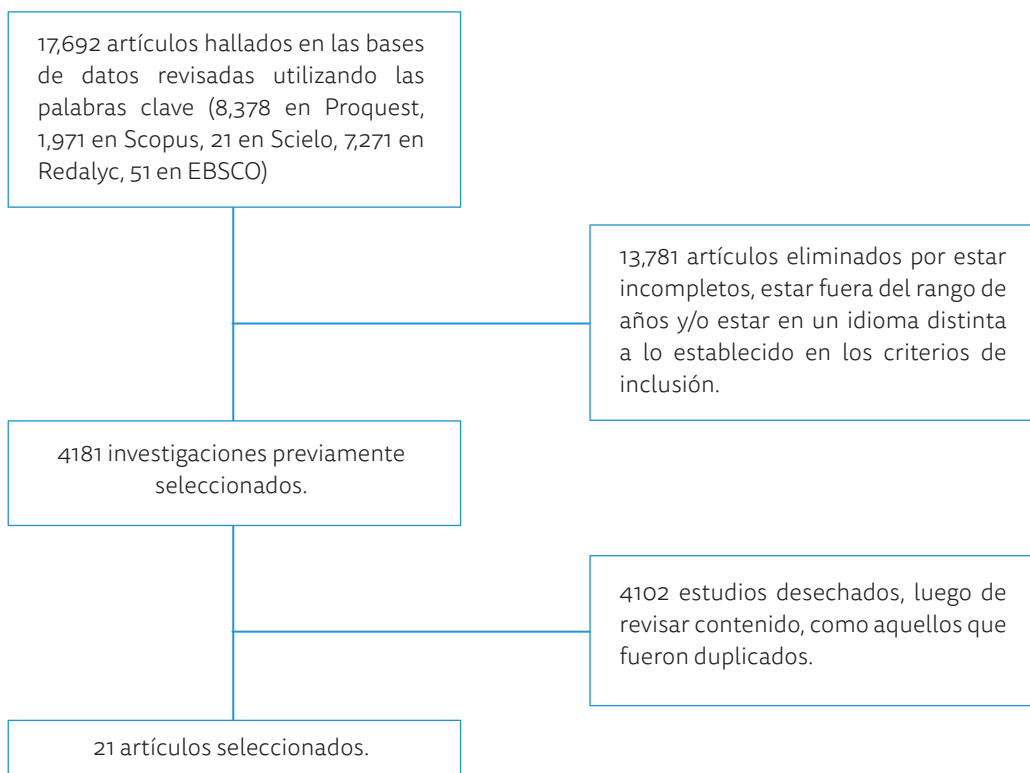 17,692 artículos hallados en las bases
de datos revisadas utilizando las
palabras clave (8,378 en Proquest,
1,971 en Scopus, 21 en Scielo, 7,271 en
Redalyc, 51 en EBSCO)
13,781 artículos eliminados por estar
incompletos, estar fuera del rango de
años y/o estar en un idioma distinta
a lo establecido en los criterios de
inclusión.
4181 investigaciones previamente
seleccionados.
4102 estudios desechados, luego de
revisar contenido, como aquellos que
fueron duplicados.
21 artículos seleccionados.